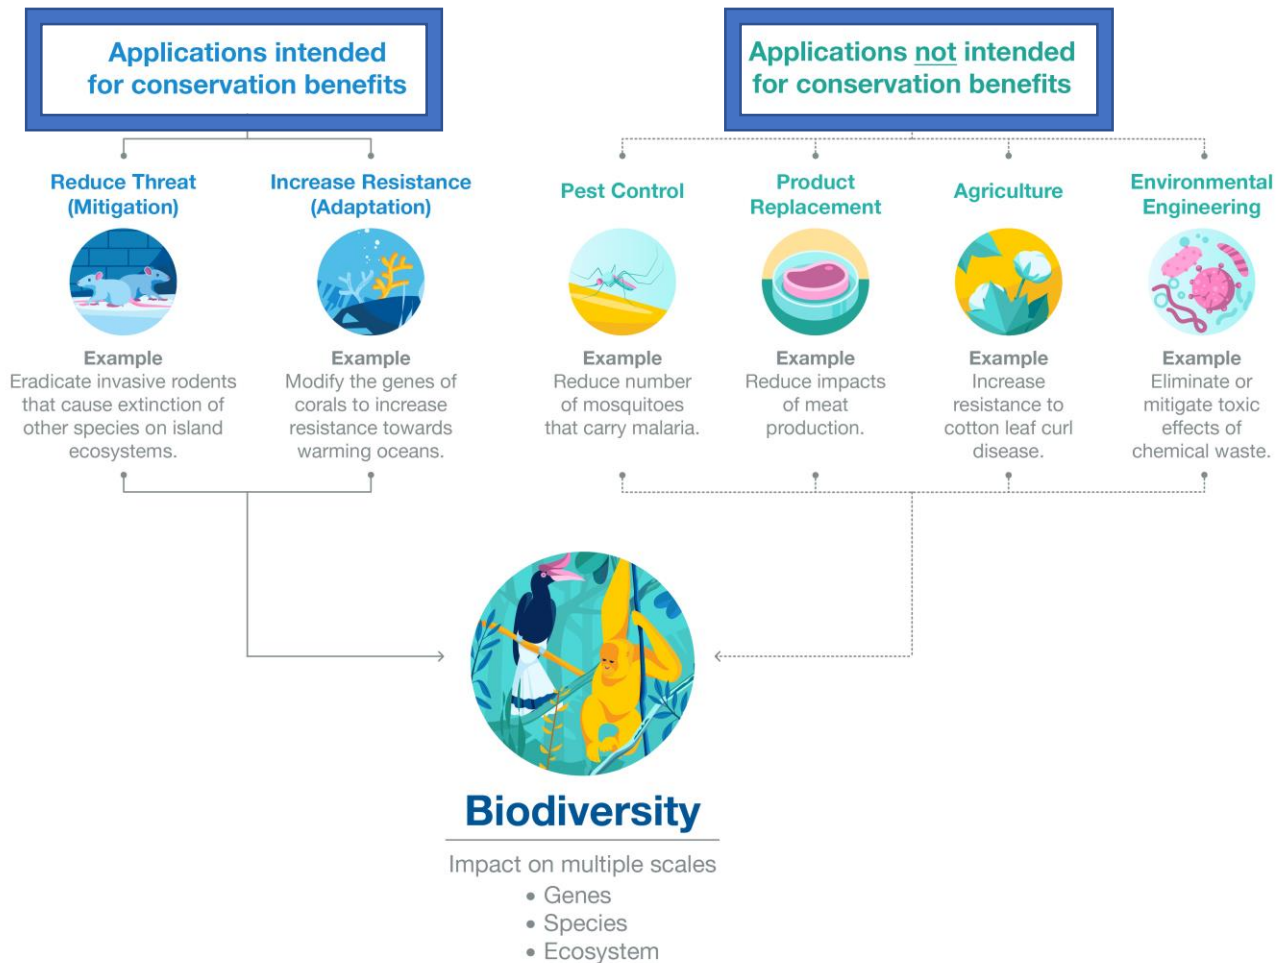 Applications intended
for conservation benefits
Applications not intended
for conservation benefits
Reduce Threat
(Mitigation)
Increase Resistance
(Adaptation)
Pest Control
Product
Replacement
Agriculture
Environmental
Engineering
Example
Eradicate invasive rodents
that cause extinction of
other species on island
ecosystems.
Example
Modify the genes of
corals to increase
resistance towards
warming oceans.
Example
Reduce number
of mosquitoes
that carry malaria.
Example
Reduce impacts
of meat
production.
Example
Increase
resistance to
cotton leaf curl
disease.
Example
Eliminate or
mitigate toxic
effects of
chemical waste.
Biodiversity
Impact on multiple scales
• Genes
• Species
• Ecosystem